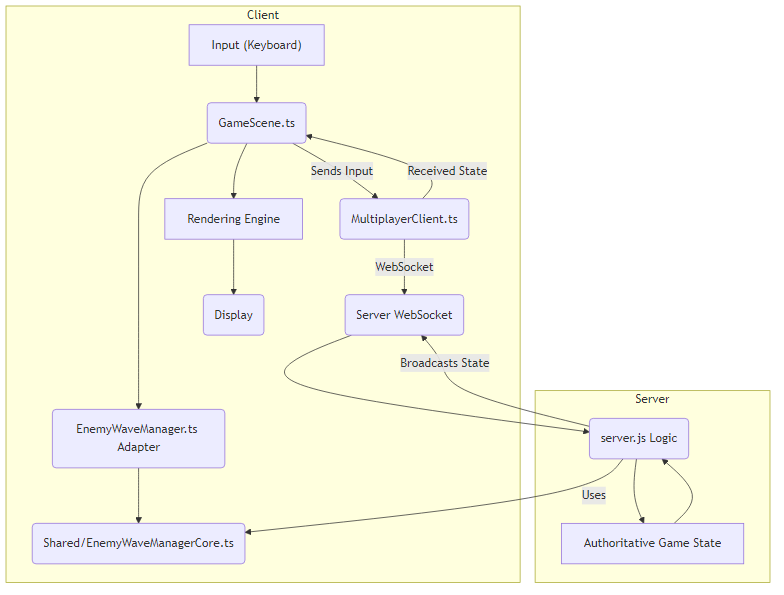 Client
Input (Keyboard)
GameScene.ts
Sends Input
Received State
Rendering Engine
MultiplayerClient.ts
WebSocket
Display
Server WebSocket
Broadcasts State
Server
EnemyWaveManager.ts
Adapter
server.js Logic
Uses
Shared/EnemyWaveManagerCore.ts
Authoritative Game State